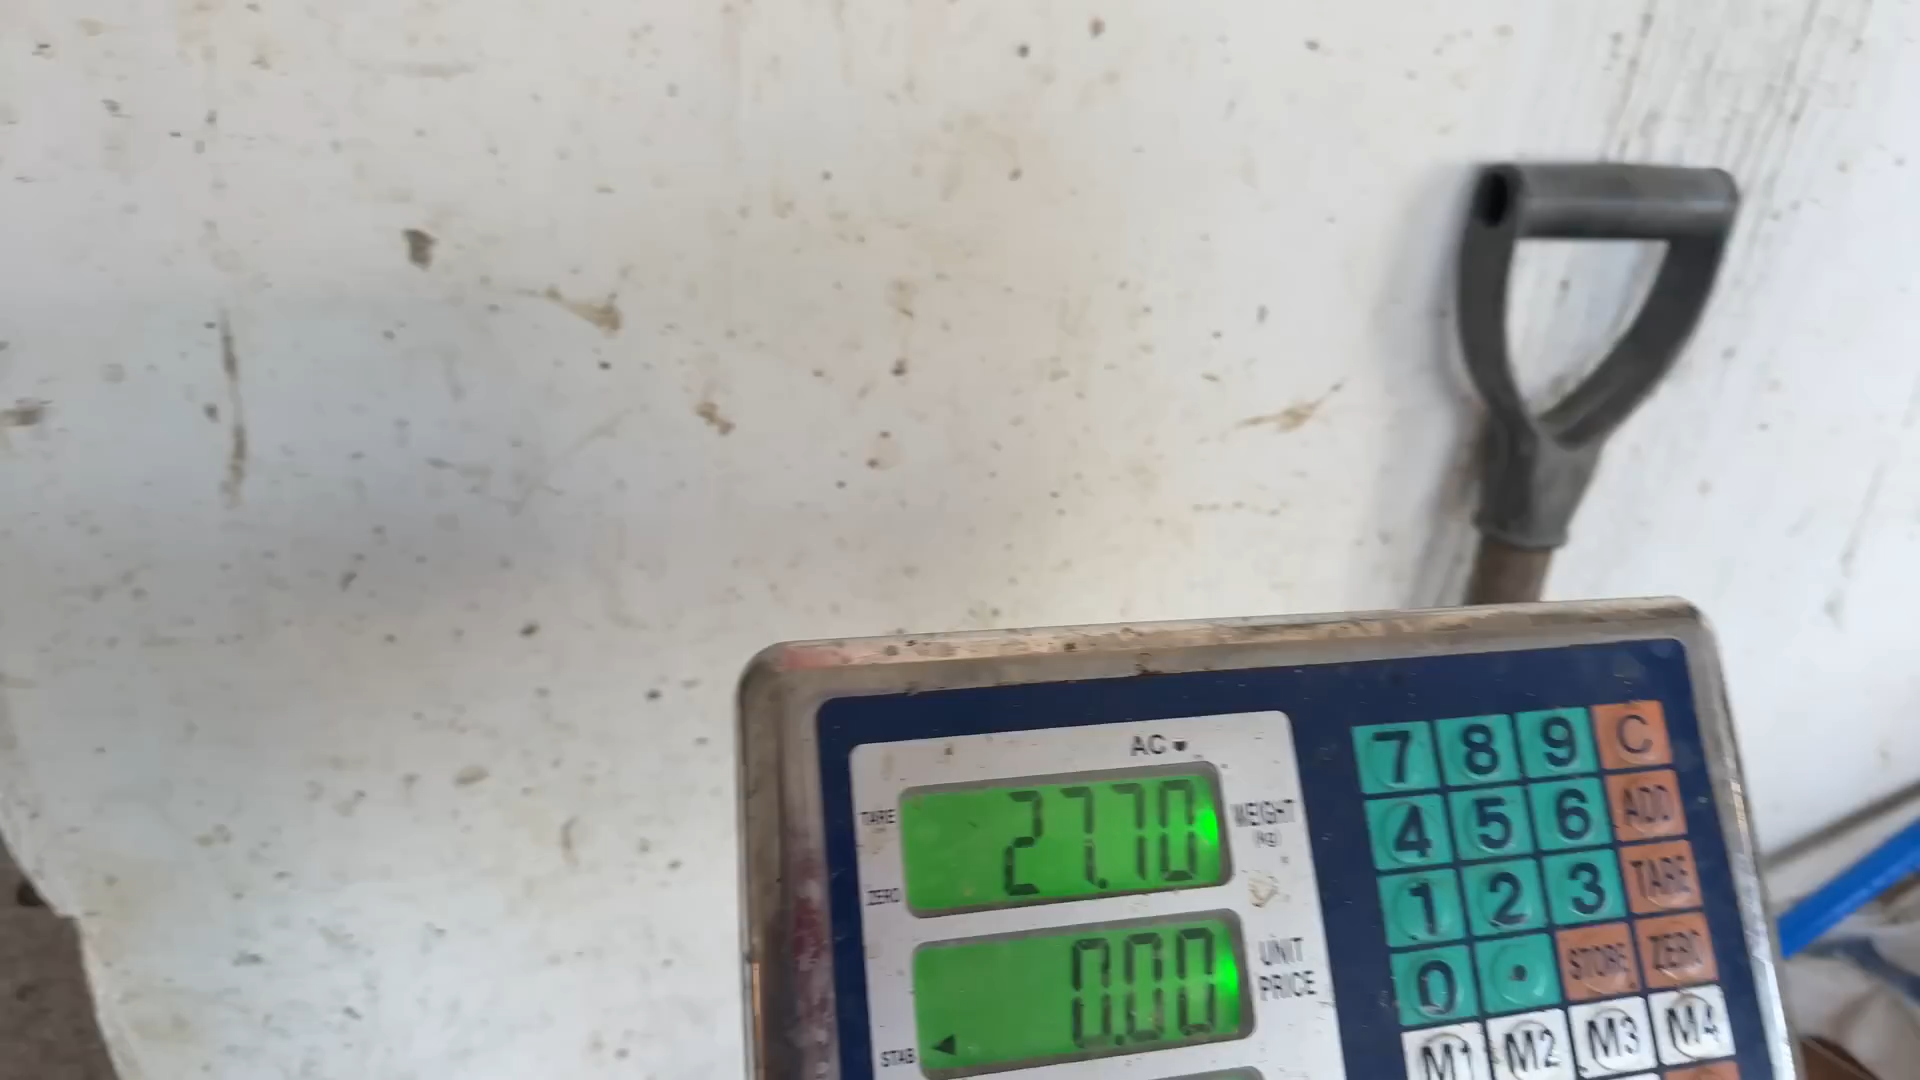 AC
TARE 27.70 WEIGHT
(kg)
ZERO
0.00 UNIT
PRICE
STAB
7 8 9 C
4 5 6 ADD
1 2 3 TARE
0 . STORE ZERO
M1 M2 M3 M4